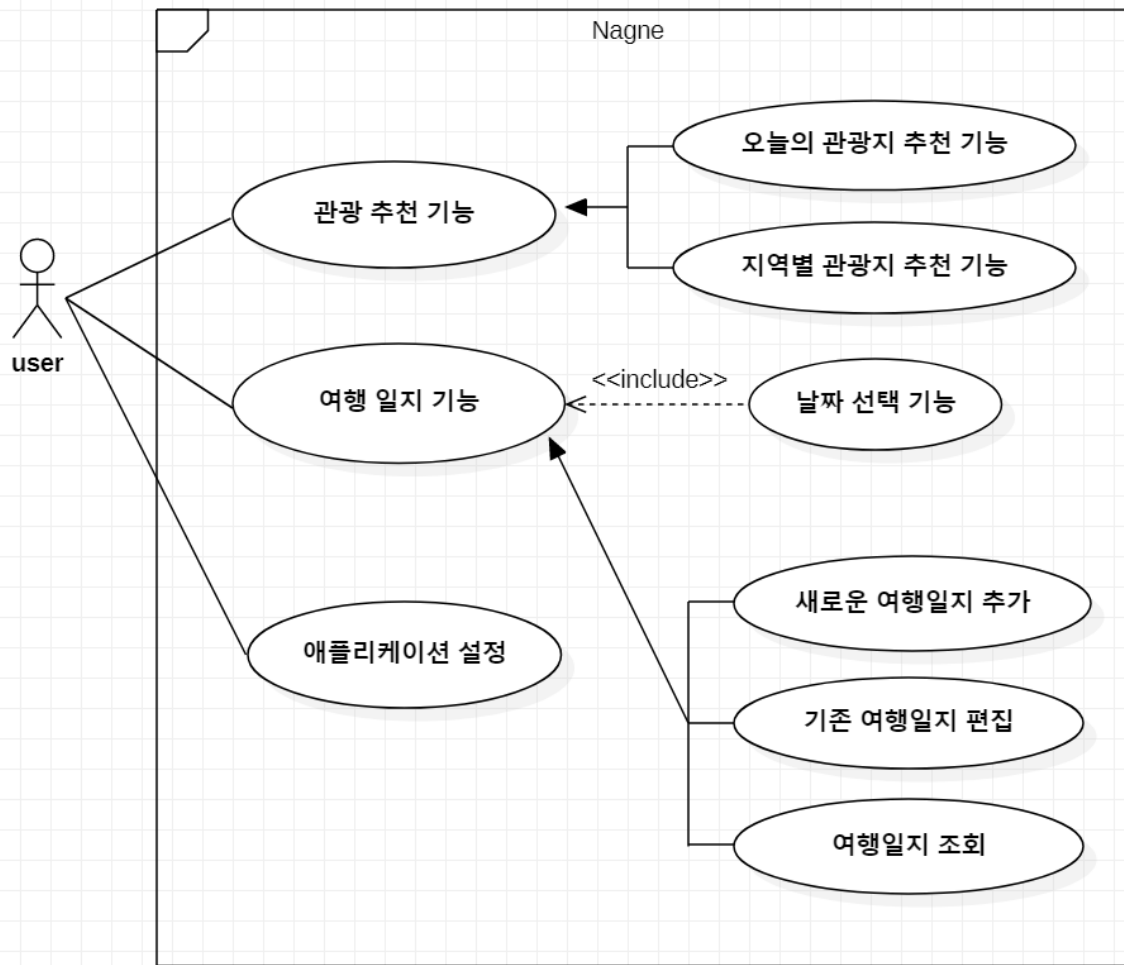 Nagne
오늘의 관광지 추천 기능
관광 추천 기능
지역별 관광지 추천 기능
user
여행 일지 기능
<<include>>
날짜 선택 기능
새로운 여행일지 추가
애플리케이션 설정
기존 여행일지 편집
여행일지 조회